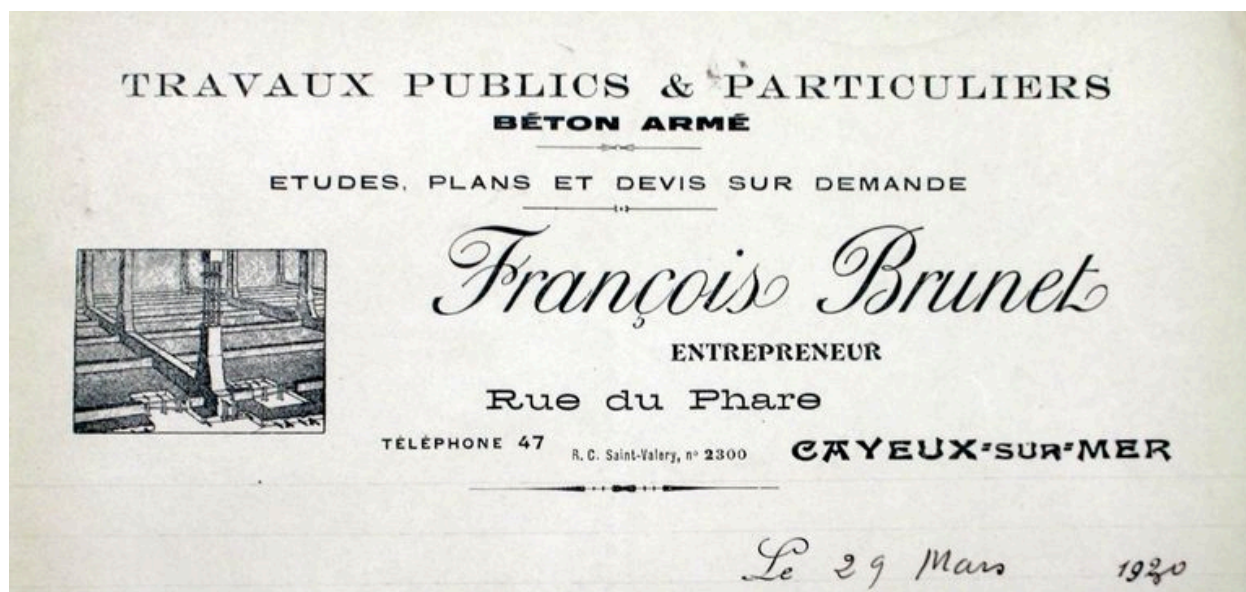 TRAVAUX PUBLICS & PARTICULIERS
BÉTON ARMÉ
ETUDES, PLANS ET DEVIS SUR DEMANDE
François Brunet
ENTREPRENEUR
Rue du Phare
TÉLÉPHONE 47 R. C. Saint-Valery, nº 2300 CAYEUX-SUR-MER
Le 29 Mars